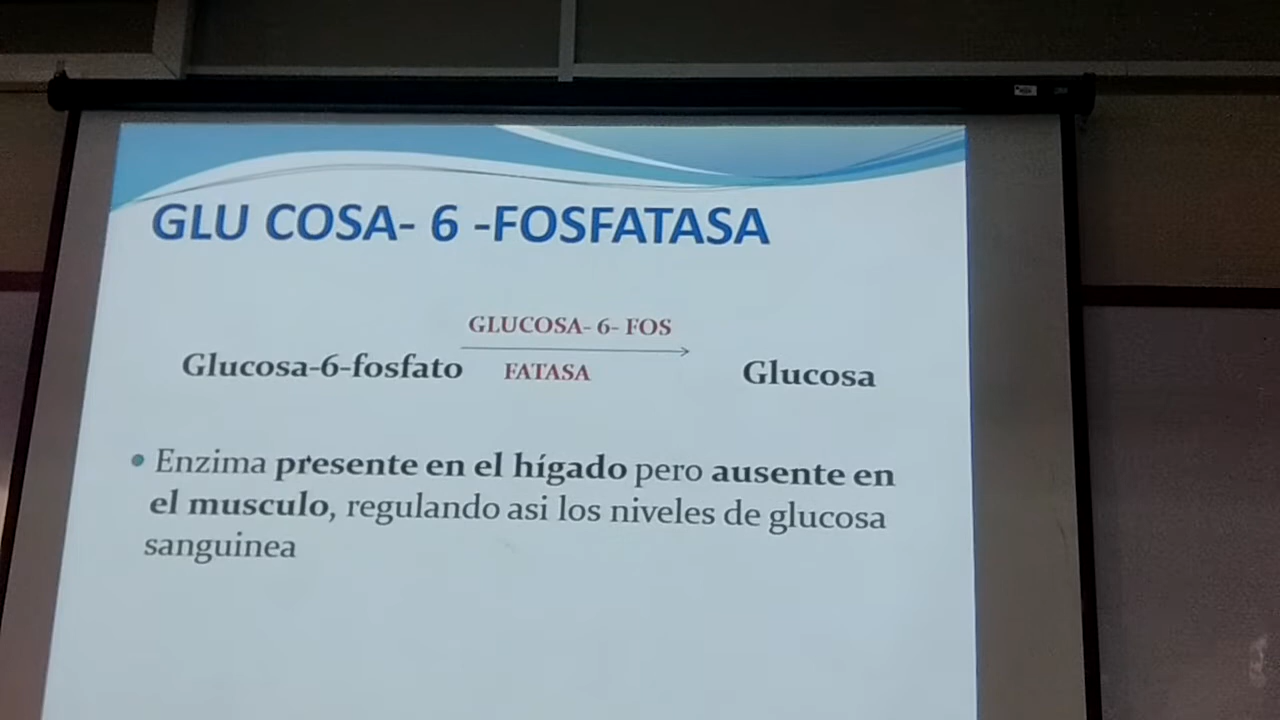 GLU COSA- 6 -FOSFATASA
GLUCOSA- 6- FOS
Glucosa-6-fosfato
FATASA
Glucosa
• Enzima presente en el hígado pero ausente en
el musculo, regulando asi los niveles de glucosa
sanguinea